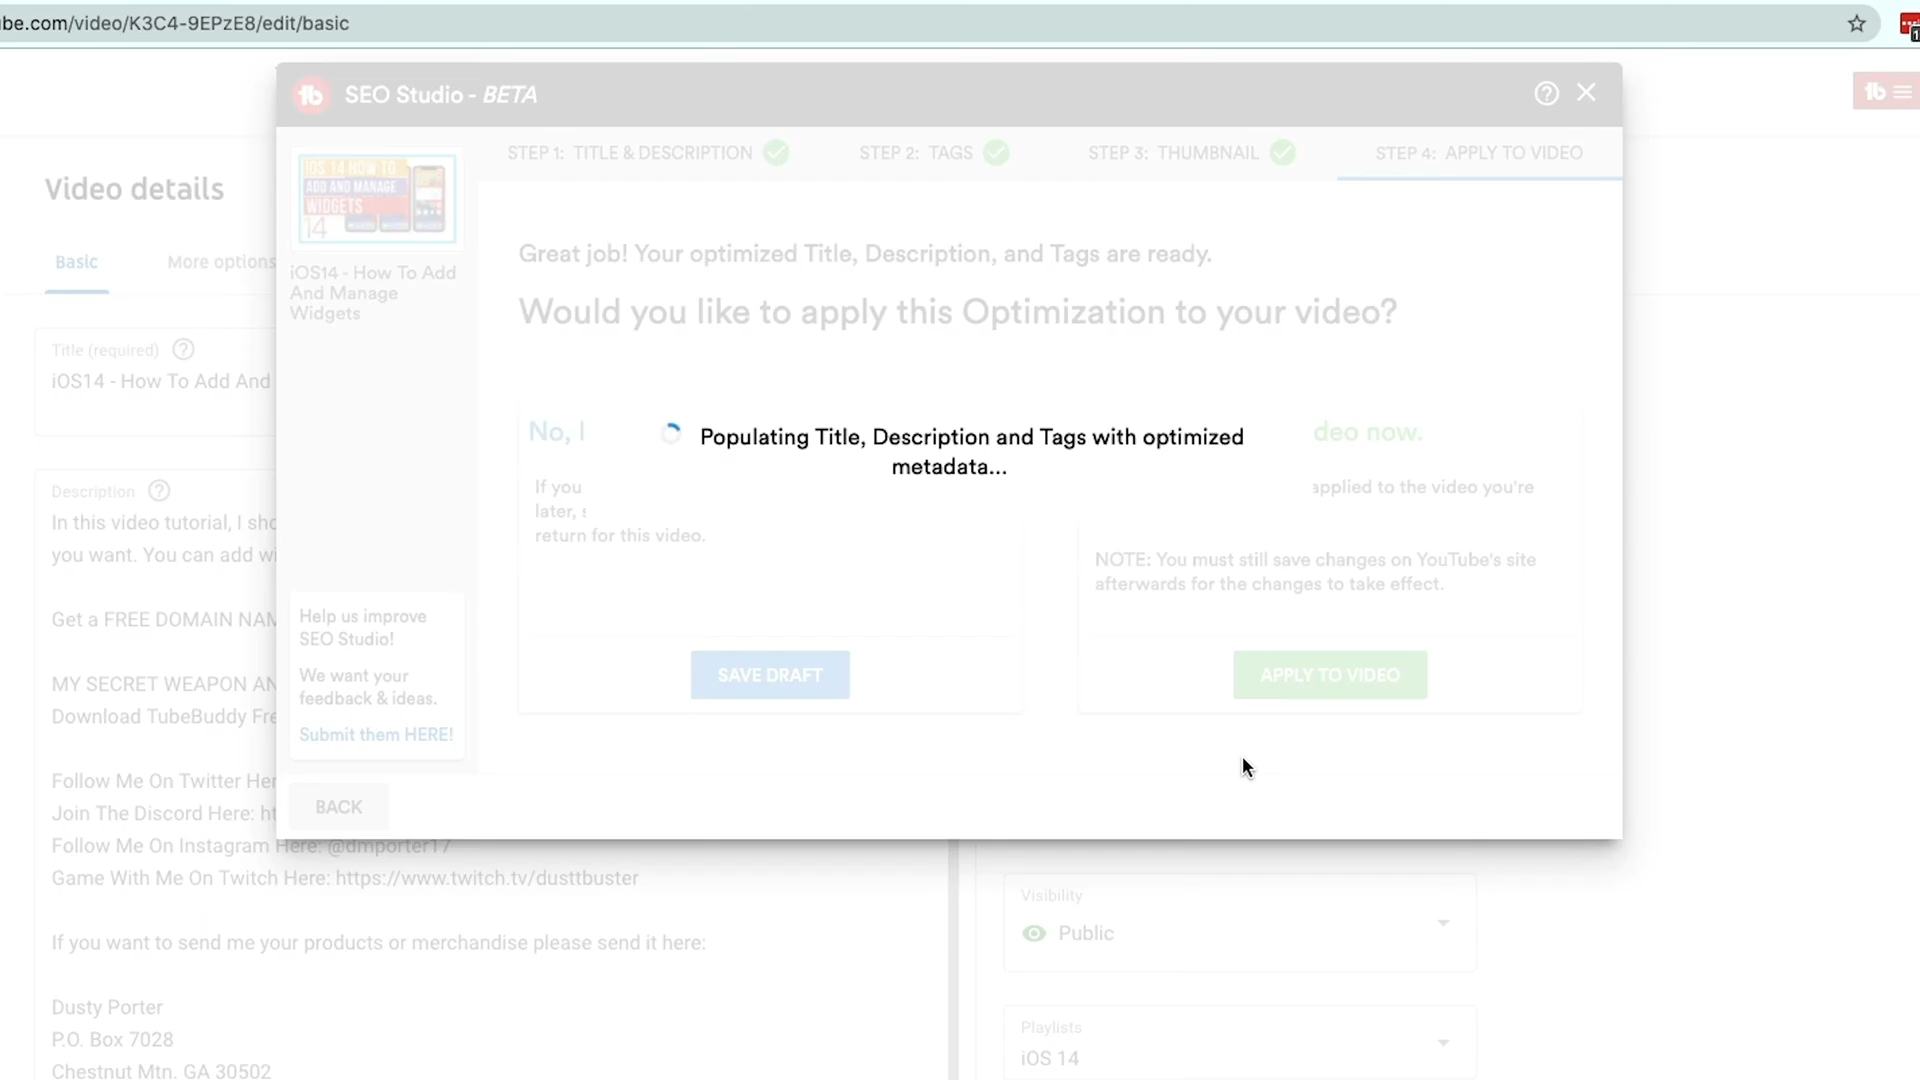 be.com/video/K3C4-9EPzE8/edit/basic
SEO Studio - BETA
STEP 1: TITLE & DESCRIPTION
STEP 2: TAGS
STEP 3: THUMBNAIL
STEP 4: APPLY TO VIDEO
Video details
Basic
More options
IOS 14 HOW TO
ADD AND MANAGE
WIDGETS
14
iOS14 - How To Add
And Manage
Widgets
Great job! Your optimized Title, Description, and Tags are ready.
Would you like to apply this Optimization to your video?
Title (required)
iOS14 - How To Add And
No, I
Populating Title, Description and Tags with optimized
metadata...
deo now.
If you
later,
return for this video.
applied to the video you're
NOTE: You must still save changes on YouTube's site
afterwards for the changes to take effect.
SAVE DRAFT
APPLY TO VIDEO
Description
In this video tutorial, I sho
you want. You can add wi
Get a FREE DOMAIN NAM
MY SECRET WEAPON AN
Download TubeBuddy Fre
Follow Me On Twitter Her
Join The Discord Here: ht
Follow Me On Instagram Here: @dmporter17
Game With Me On Twitch Here: https://www.twitch.tv/dusttbuster
If you want to send me your products or merchandise please send it here:
Dusty Porter
P.O. Box 7028
Chestnut Mtn. GA 30502
Help us improve
SEO Studio!
We want your
feedback & ideas.
Submit them HERE!
BACK
Visibility
Public
Playlists
iOS 14